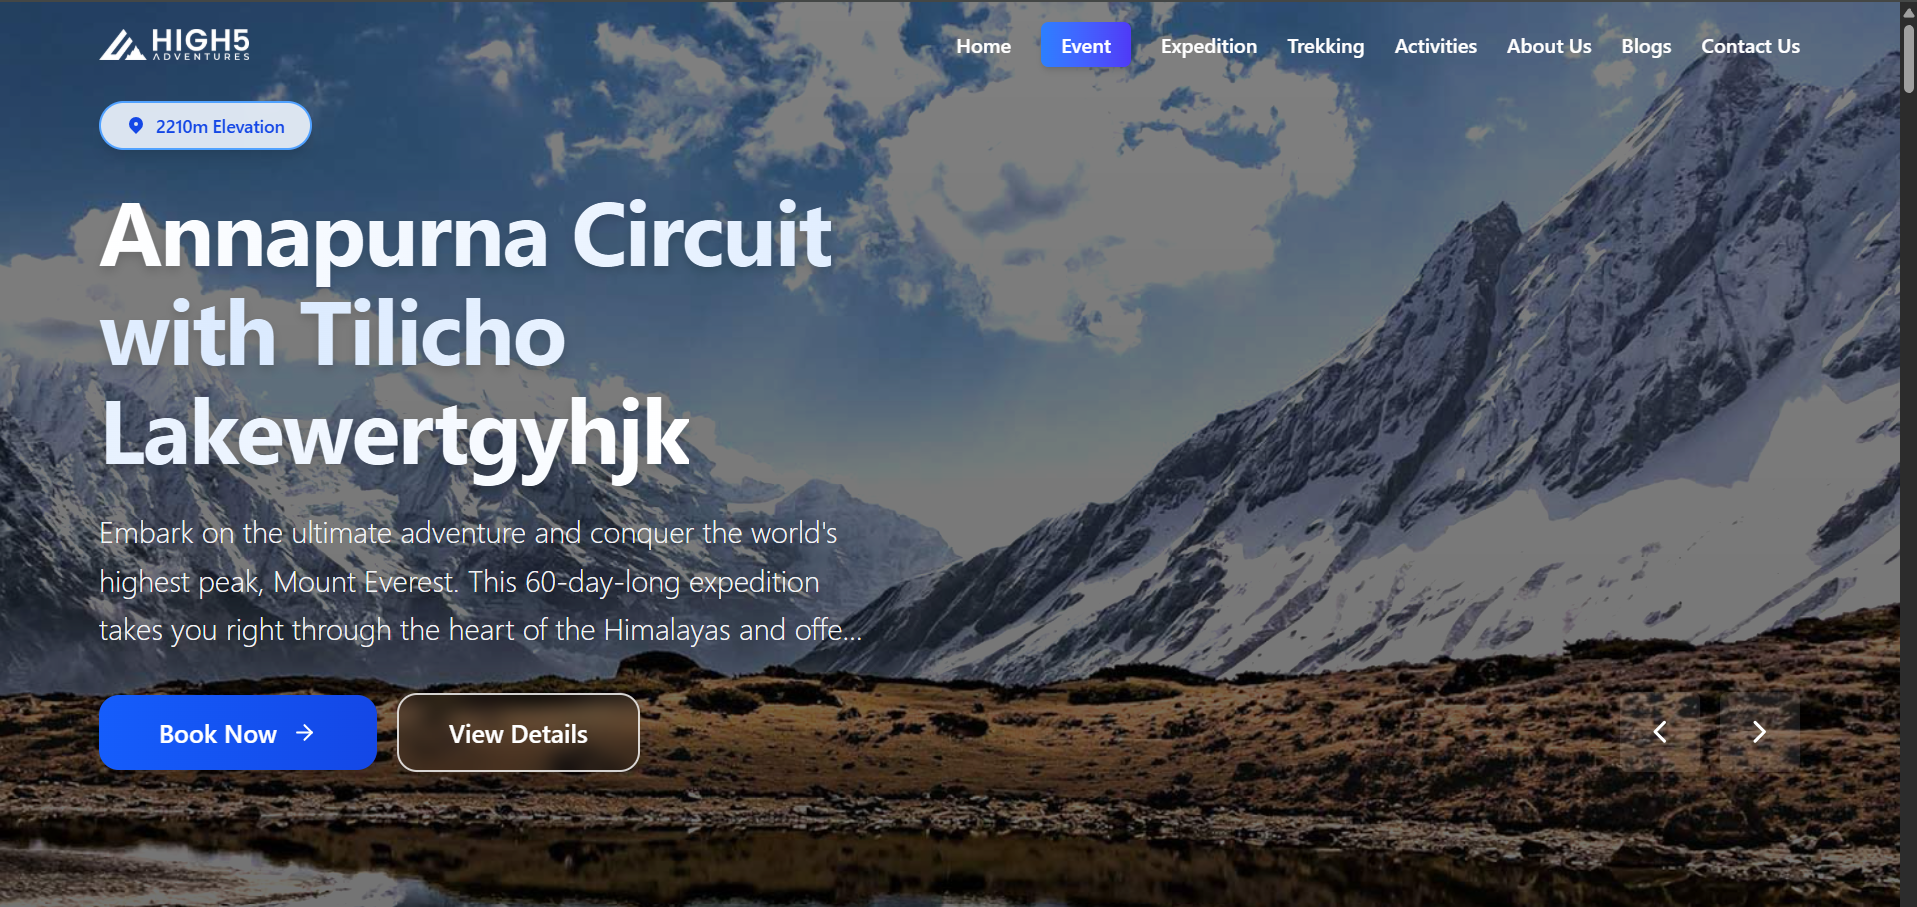 HIGH5
ADVENTURES
Home Event Expedition Trekking Activities About Us Blogs Contact Us
2210m Elevation
Annapurna Circuit
with Tilicho
Lakewertgyhjk
Embark on the ultimate adventure and conquer the world's
highest peak, Mount Everest. This 60-day-long expedition
takes you right through the heart of the Himalayas and offe...
Book Now
View Details